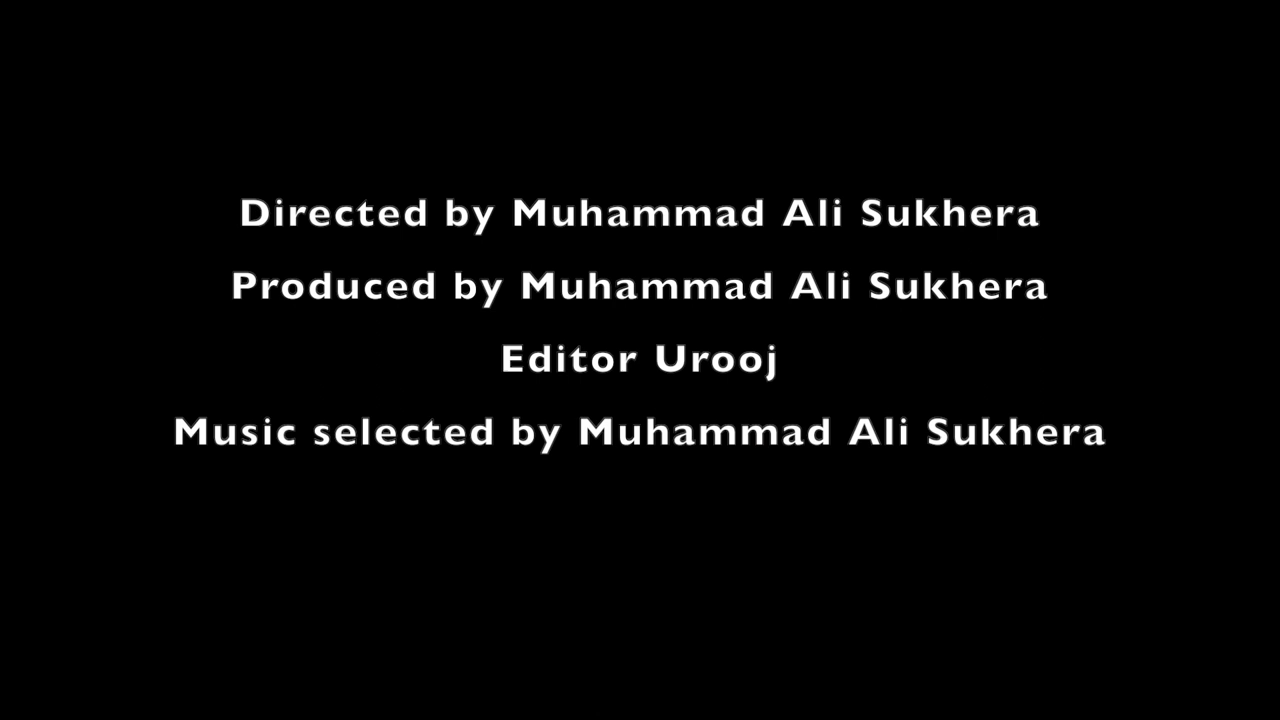 Directed by Muhammad Ali Sukhera
Produced by Muhammad Ali Sukhera
Editor Urooj
Music selected by Muhammad Ali Sukhera